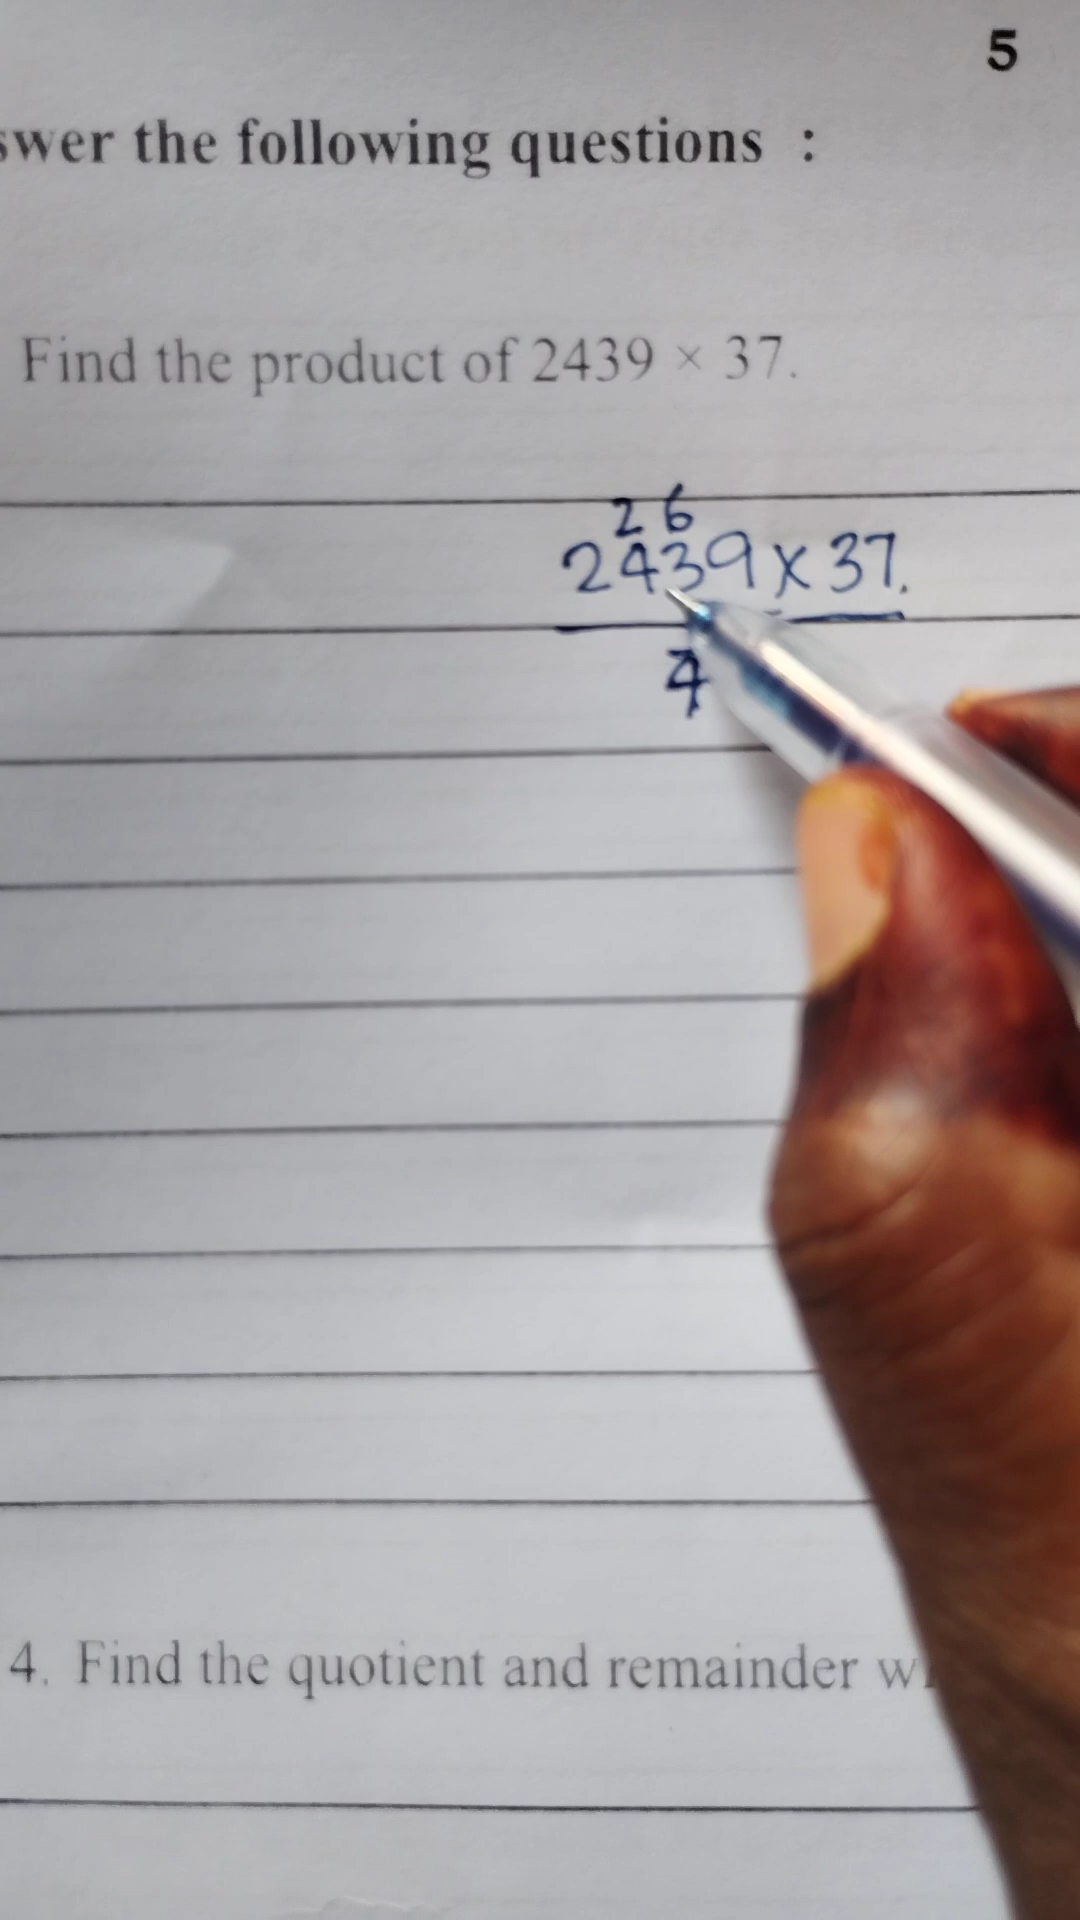 5
swer the following questions :
Find the product of 2439 × 37.
2 6
2439 x 37.
7
4. Find the quotient and remainder